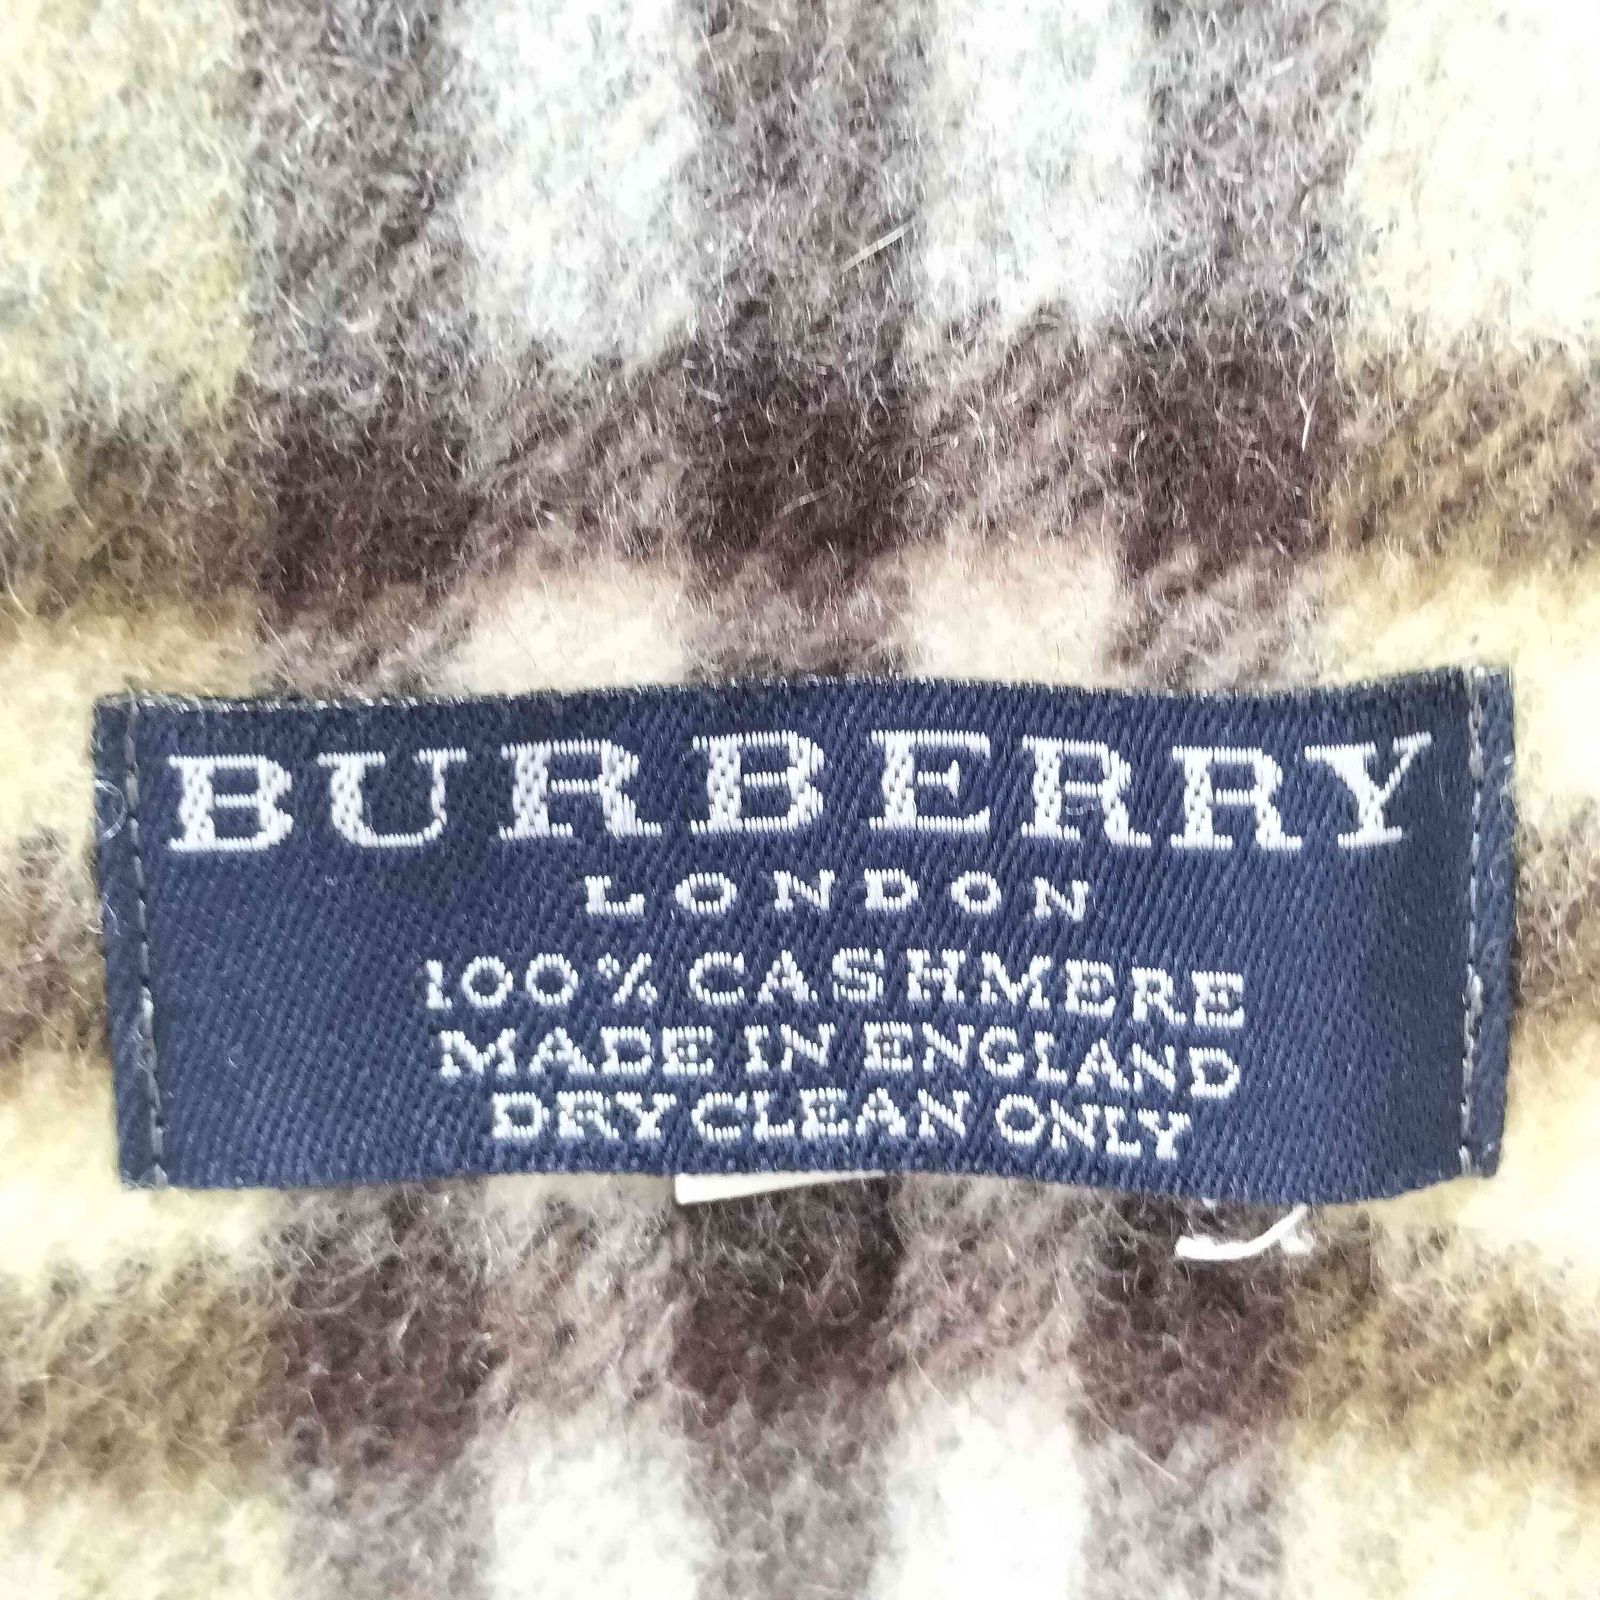 BURBERRY
LONDON
100% CASHMERE
MADE IN ENGLAND
DRY CLEAN ONLY